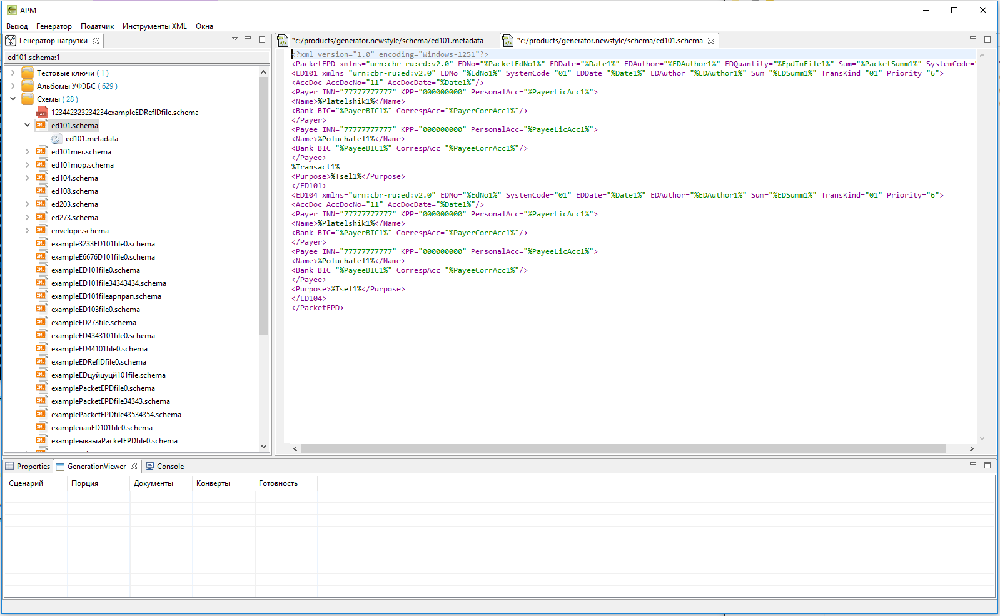 АРМ
Выход Генератор Податчик Инструменты XML Окна
Генератор нагрузки
ed101.schema:1
Тестовые ключи ( 1 )
Альбомы УФЭБС ( 629 )
Схемы ( 28 )
123442323234234exampleEDRefIDfile.schema
ed101.schema
ed101.metadata
ed101mer.schema
ed101mop.schema
ed104.schema
ed108.schema
ed203.schema
ed273.schema
envelope.schema
example3233ED101file0.schema
exampleE6676D101file0.schema
exampleED101file0.schema
exampleED101file34343434.schema
exampleED101fileарпрап.schema
exampleED103file0.schema
exampleED273file.schema
exampleED4343101file0.schema
exampleED44101file0.schema
exampleEDRefIDfile0.schema
exampleEDцуйцуцй101file.schema
examplePacketEPDfile0.schema
examplePacketEPDfile34343.schema
examplePacketEPDfile43534354.schema
exampleпапED101file0.schema
exampleываыаPacketEPDfile0.schema
*c:/products/generator.newstyle/schema/ed101.metadata
*c:/products/generator.newstyle/schema/ed101.schema
<?xml version="1.0" encoding="Windows-1251"?>
<PacketEPD xmlns="urn:cbr-ru:ed:v2.0" EDNo="%PacketEdNo1%" EDDate="%Date1%" EDAuthor="%EDAuthor1%" EDQuantity="%EpdInFile1%" Sum="%PacketSumm1%" SystemCode=
<ED101 xmlns="urn:cbr-ru:ed:v2.0" EDNo="%EdNo1%" SystemCode="01" EDDate="%Date1%" EDAuthor="%EDAuthor1%" Sum="%EDSumm1%" TransKind="01" Priority="6">
<AccDoc AccDocNo="11" AccDocDate="%Date1%"/>
<Payer INN="77777777777" KPP="000000000" PersonalAcc="%PayerLicAcc1%">
<Name>%Platelshik1%</Name>
<Bank BIC="%PayerBIC1%" CorrespAcc="%PayerCorrAcc1%"/>
</Payer>
<Payee INN="77777777777" KPP="000000000" PersonalAcc="%PayeeLicAcc1%">
<Name>%Poluchatel1%</Name>
<Bank BIC="%PayeeBIC1%" CorrespAcc="%PayeeCorrAcc1%"/>
</Payee>
%Transact1%
<Purpose>%Tsel1%</Purpose>
</ED101>
<ED104 xmlns="urn:cbr-ru:ed:v2.0" EDNo="%EdNo1%" SystemCode="01" EDDate="%Date1%" EDAuthor="%EDAuthor1%" Sum="%EDSumm1%" TransKind="01" Priority="6">
<AccDoc AccDocNo="11" AccDocDate="%Date1%"/>
<Payer INN="77777777777" KPP="000000000" PersonalAcc="%PayerLicAcc1%">
<Name>%Platelshik1%</Name>
<Bank BIC="%PayerBIC1%" CorrespAcc="%PayerCorrAcc1%"/>
</Payer>
<Payee INN="77777777777" KPP="000000000" PersonalAcc="%PayeeLicAcc1%">
<Name>%Poluchatel1%</Name>
<Bank BIC="%PayeeBIC1%" CorrespAcc="%PayeeCorrAcc1%"/>
</Payee>
<Purpose>%Tsel1%</Purpose>
</ED104>
</PacketEPD>
Properties GenerationViewer Console
Сценарий Порция Документы Конверты Готовность